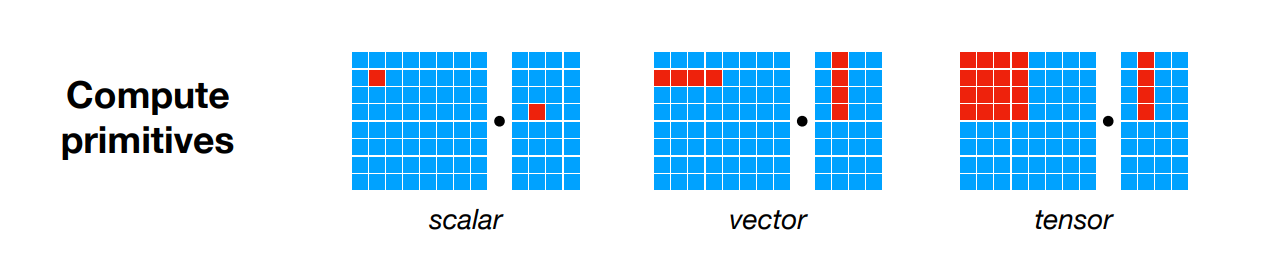 Compute
primitives
scalar
vector
tensor